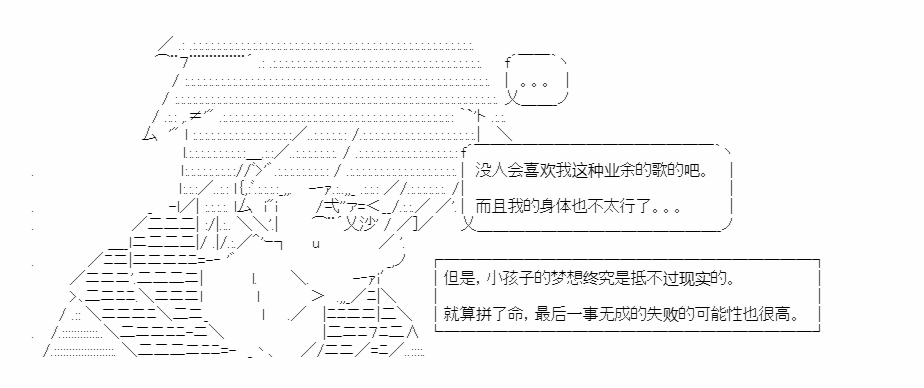 。。。
没人会喜欢我这种业余的歌的吧。
而且我的身体也不太行了。。。
但是，小孩子的梦想终究是抵不过现实的。
就算拼了命，最后一事无成的失败的可能性也很高。